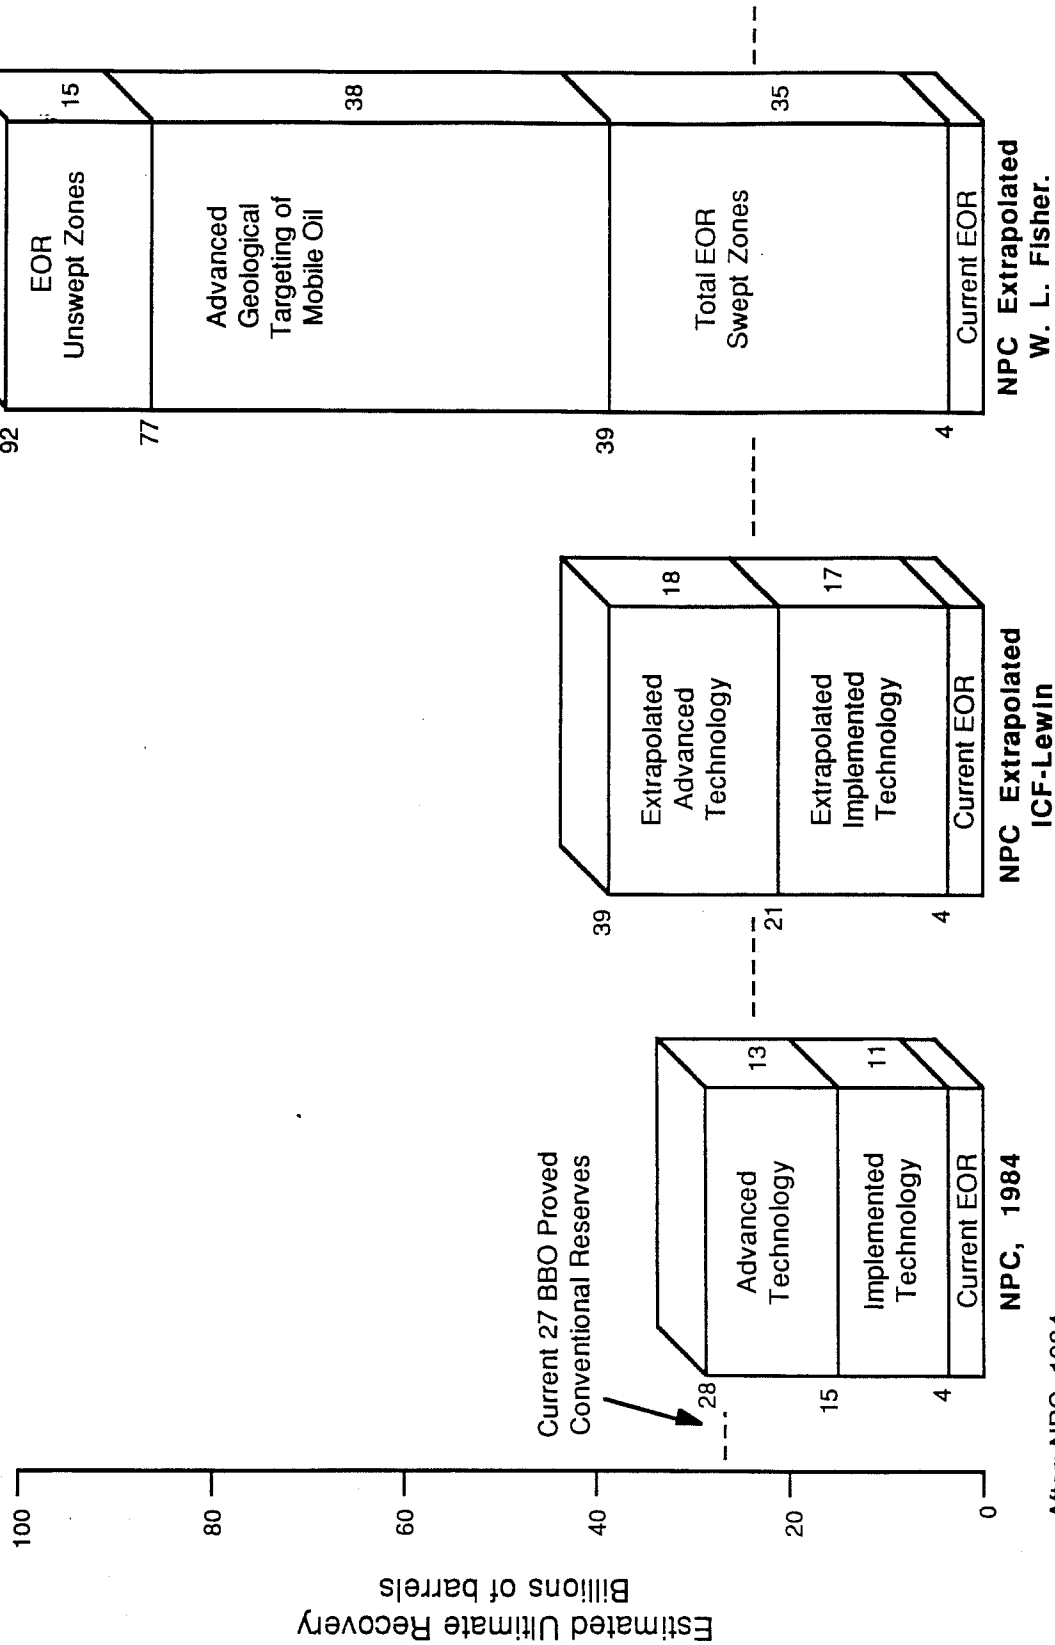 Estimated Ultimate Recovery
Billions of barrels
100
80
60
40
20
0
Current 27 BBO Proved
Conventional Reserves
28
15
4
Advanced
Technology
13
Implemented
Technology
11
Current EOR
NPC, 1984
39
21
4
Extrapolated
Advanced
Technology
18
Extrapolated
Implemented
Technology
17
Current EOR
NPC Extrapolated
ICF-Lewin
92
77
39
4
EOR
Unswept Zones
15
Advanced
Geological
Targeting of
Mobile Oil
38
Total EOR
Swept Zones
35
Current EOR
NPC Extrapolated
W. L. Fisher.